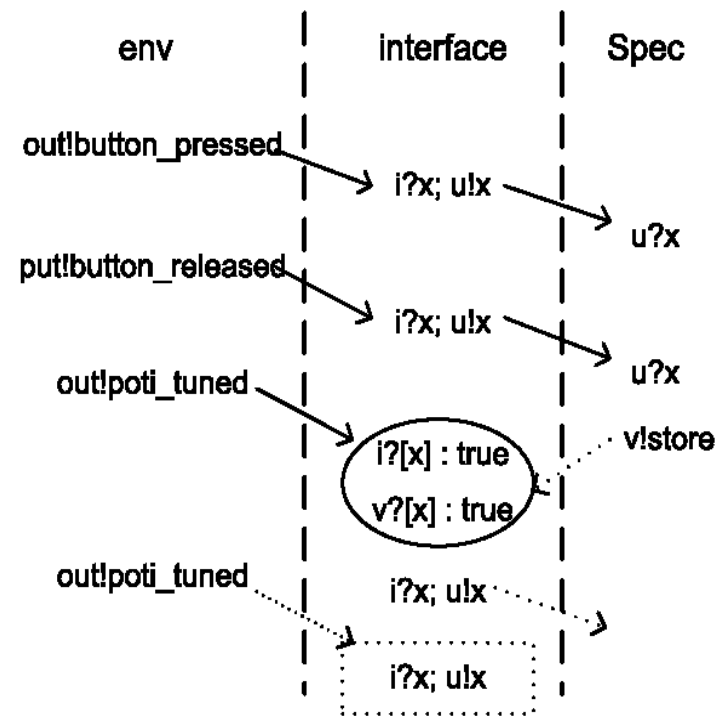 env interface Spec
out!button_pressed
i?x; u!x
u?x
put!button_released
i?x; u!x
u?x
out!poti_tuned
v!store
i?[x] : true
v?[x] : true
out!poti_tuned
i?x; u!x
i?x; u!x